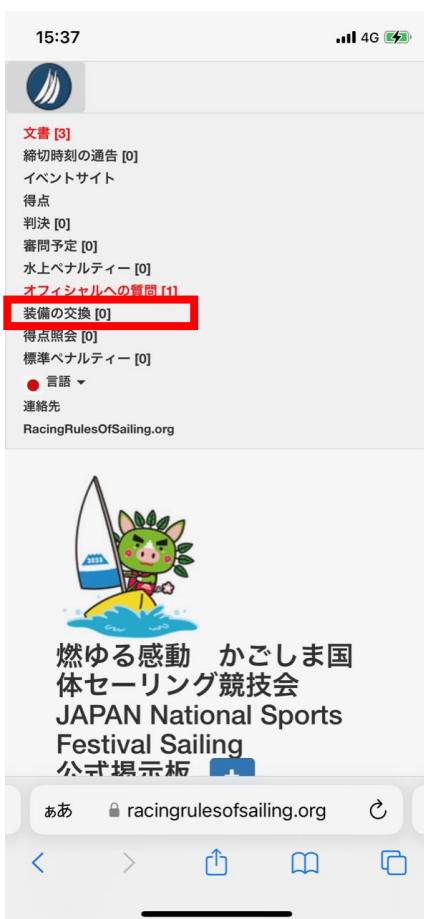 15:37
4G
文書 [3]
締切時刻の通告 [0]
イベントサイト
得点
判決 [0]
審問予定 [0]
水上ペナルティー [0]
オフィシャルへの質問 [1]
装備の交換 [0]
得点照会 [0]
標準ペナルティー [0]
言語
連絡先
RacingRulesOfSailing.org
2023
燃ゆる感動　かごしま国
体セーリング競技会
JAPAN National Sports
Festival Sailing
公式掲示板
ぁあ
racingrulesofsailing.org